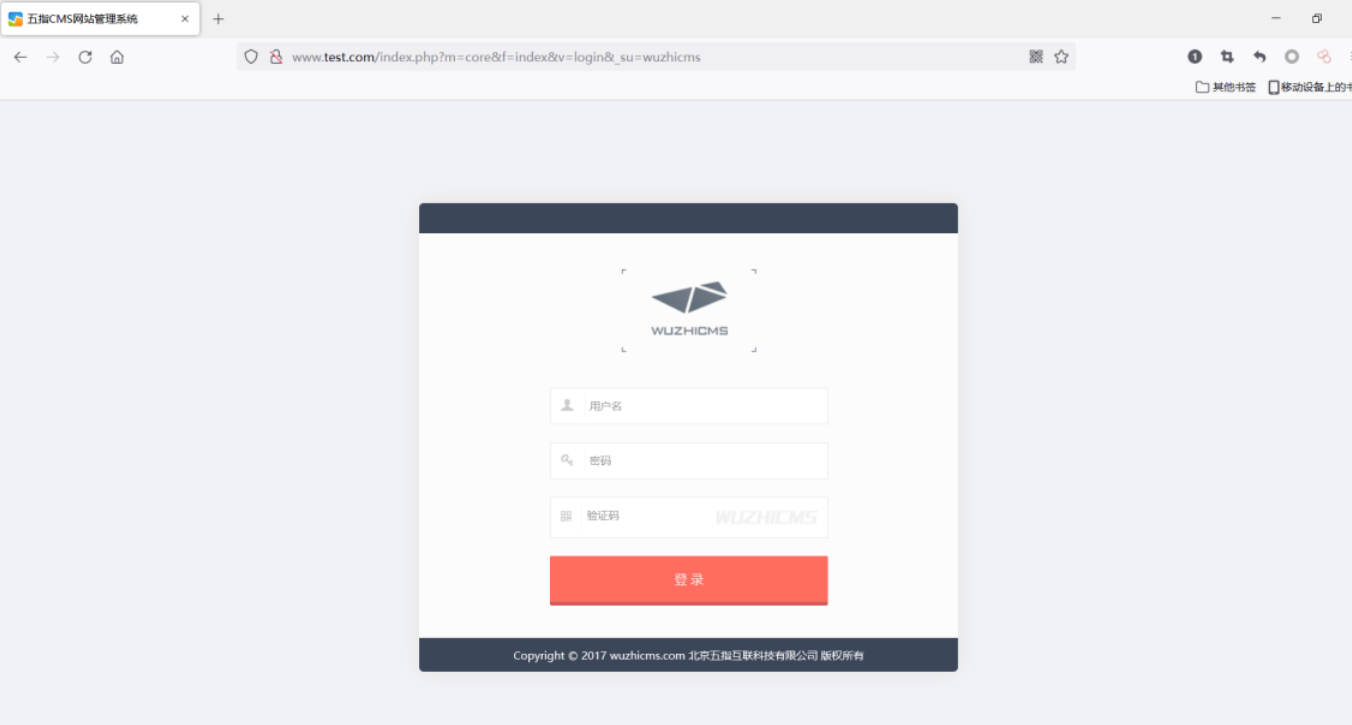 五指CMS网站管理系统
www.test.com/index.php?m=core&f=index&v=login&_su=wuzhicms
其他书签
移动设备上的
WUZHICMS
用户名
密码
验证码
WUZHICMS
登 录
Copyright © 2017 wuzhicms.com 北京五指互联科技有限公司 版权所有